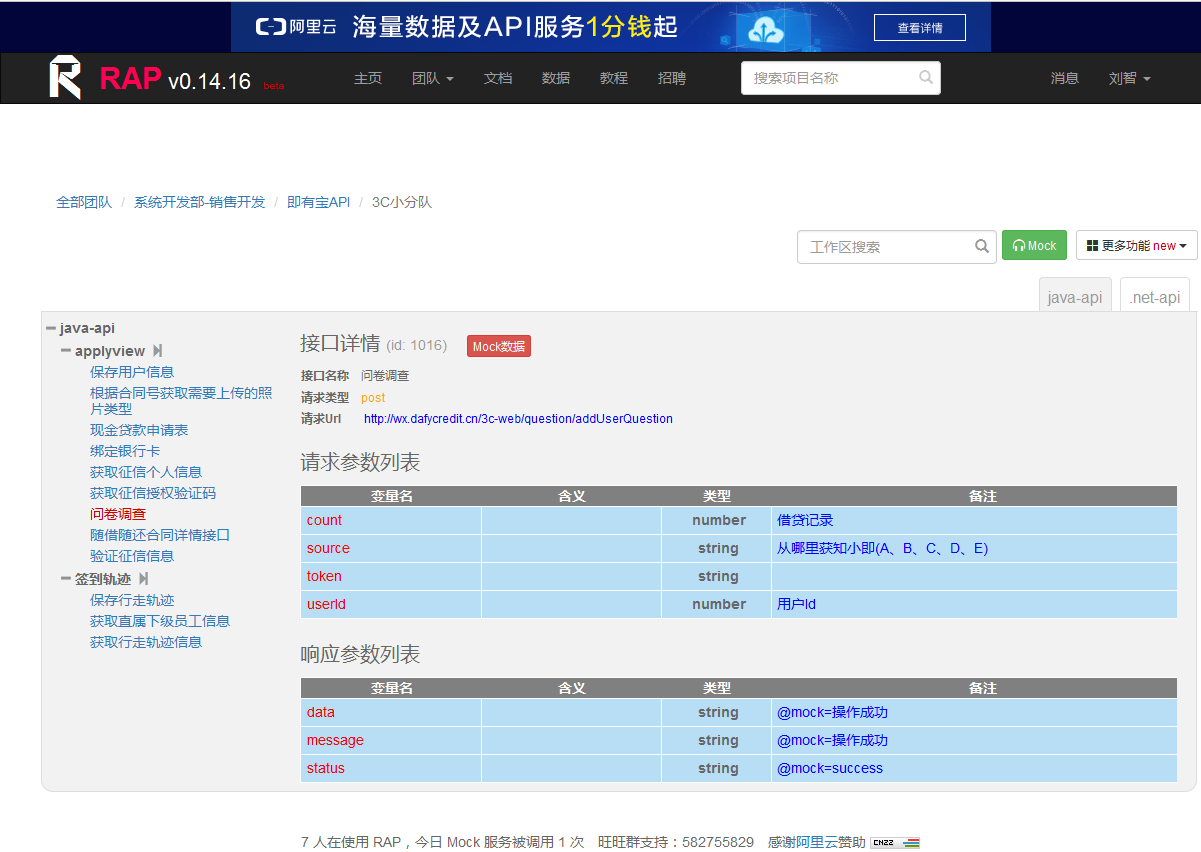 阿里云 海量数据及API服务1分钱起 查看详情
RAP v0.14.16 beta 主页 团队 文档 数据 教程 招聘 搜索项目名称 消息 刘智
全部团队 / 系统开发部-销售开发 / 即有宝API / 3C小分队
工作区搜索 Mock 更多功能 new
java-api .net-api
java-api
applyview
保存用户信息
根据合同号获取需要上传的照
片类型
现金贷款申请表
绑定银行卡
获取征信个人信息
获取征信授权验证码
问卷调查
随借随还合同详情接口
验证征信信息
签到轨迹
保存行走轨迹
获取直属下级员工信息
获取行走轨迹信息
接口详情 (id: 1016) Mock数据
接口名称 问卷调查
请求类型 post
请求Url http://wx.dafycredit.cn/3c-web/question/addUserQuestion
请求参数列表
变量名 含义 类型 备注
count number 借贷记录
source string 从哪里获知小即(A、B、C、D、E)
token string
userId number 用户Id
响应参数列表
变量名 含义 类型 备注
data string @mock=操作成功
message string @mock=操作成功
status string @mock=success
7 人在使用 RAP，今日 Mock 服务被调用 1 次 旺旺群支持：582755829 感谢阿里云赞助 CNZZ